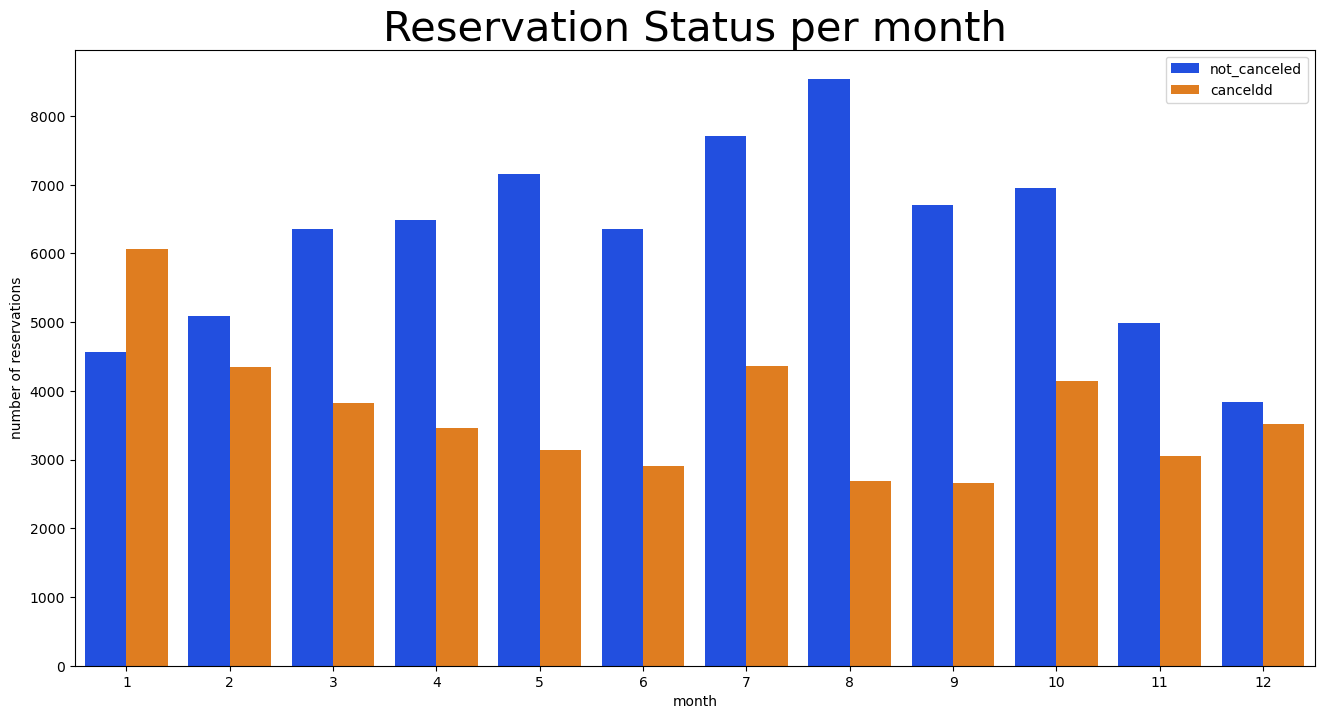 Reservation Status per month
not_canceled
canceldd
8000
7000
6000
5000
4000
3000
2000
1000
0
number of reservations
1 2 3 4 5 6 7 8 9 10 11 12
month